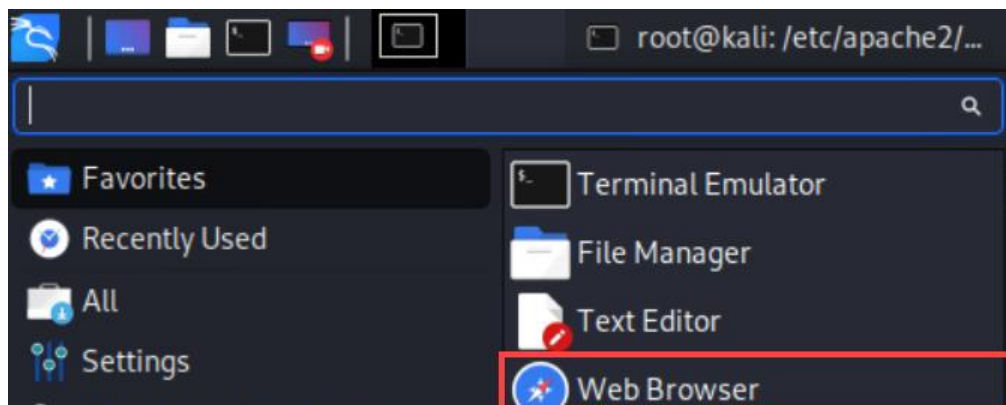 root@kali: /etc/apache2/...
Favorites
Recently Used
All
Settings
Terminal Emulator
File Manager
Text Editor
Web Browser